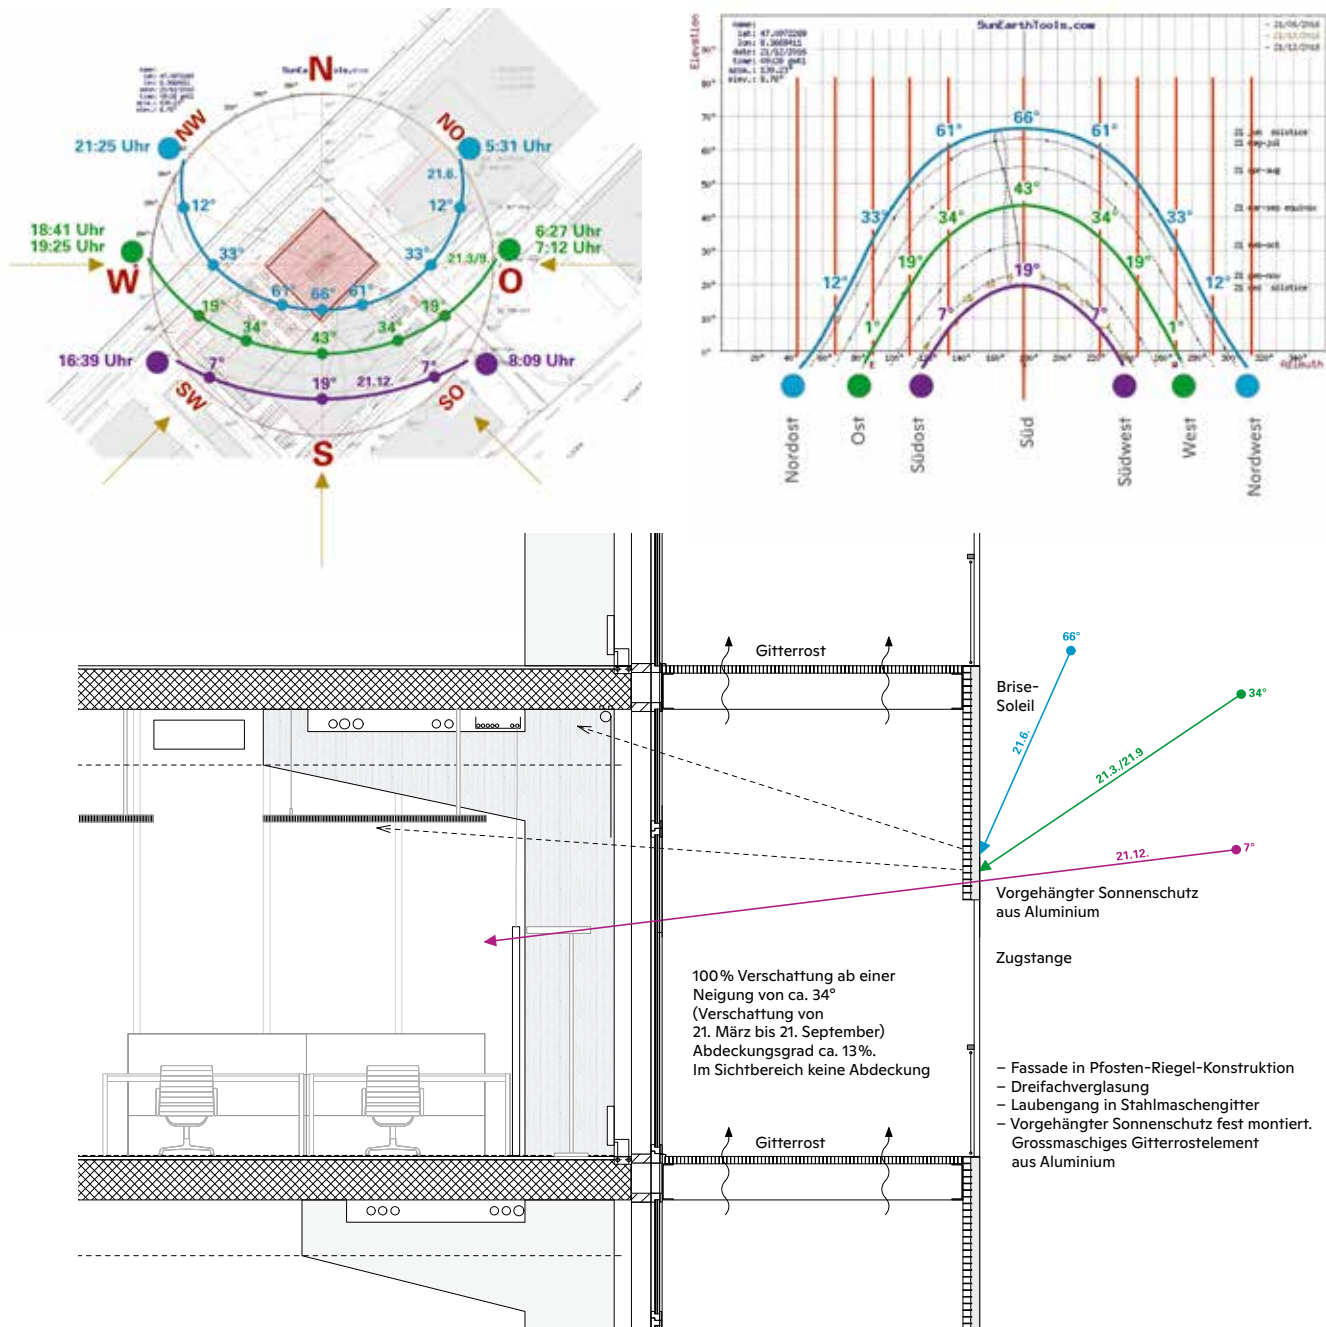 N
NW
NO
21:25 Uhr
5:31 Uhr
21.6.
12°
12°
18:41 Uhr
19:25 Uhr
6:27 Uhr
7:12 Uhr
33°
33°
21.3/9.
W
O
61°
66°
61°
19°
19°
34°
34°
43°
16:39 Uhr
8:09 Uhr
7°
7°
19°
21.12.
SW
SO
S
SunEarthTools.com
Elevation
66°
61°
61°
43°
33°
34°
34°
33°
19°
19°
12°
19°
12°
1°
7°
7°
1°
Azimuth
Nordost
Ost
Südost
Süd
Südwest
West
Nordwest
Gitterrost
66°
Brise-
Soleil
34°
21.6.
21.3./21.9
21.12.
7°
Vorgehängter Sonnenschutz
aus Aluminium
Zugstange
100% Verschattung ab einer
Neigung von ca. 34°
(Verschattung von
21. März bis 21. September)
Abdeckungsgrad ca. 13%.
Im Sichtbereich keine Abdeckung
– Fassade in Pfosten-Riegel-Konstruktion
– Dreifachverglasung
– Laubengang in Stahlmaschengitter
– Vorgehängter Sonnenschutz fest montiert.
Grossmaschiges Gitterrostelement
aus Aluminium
Gitterrost